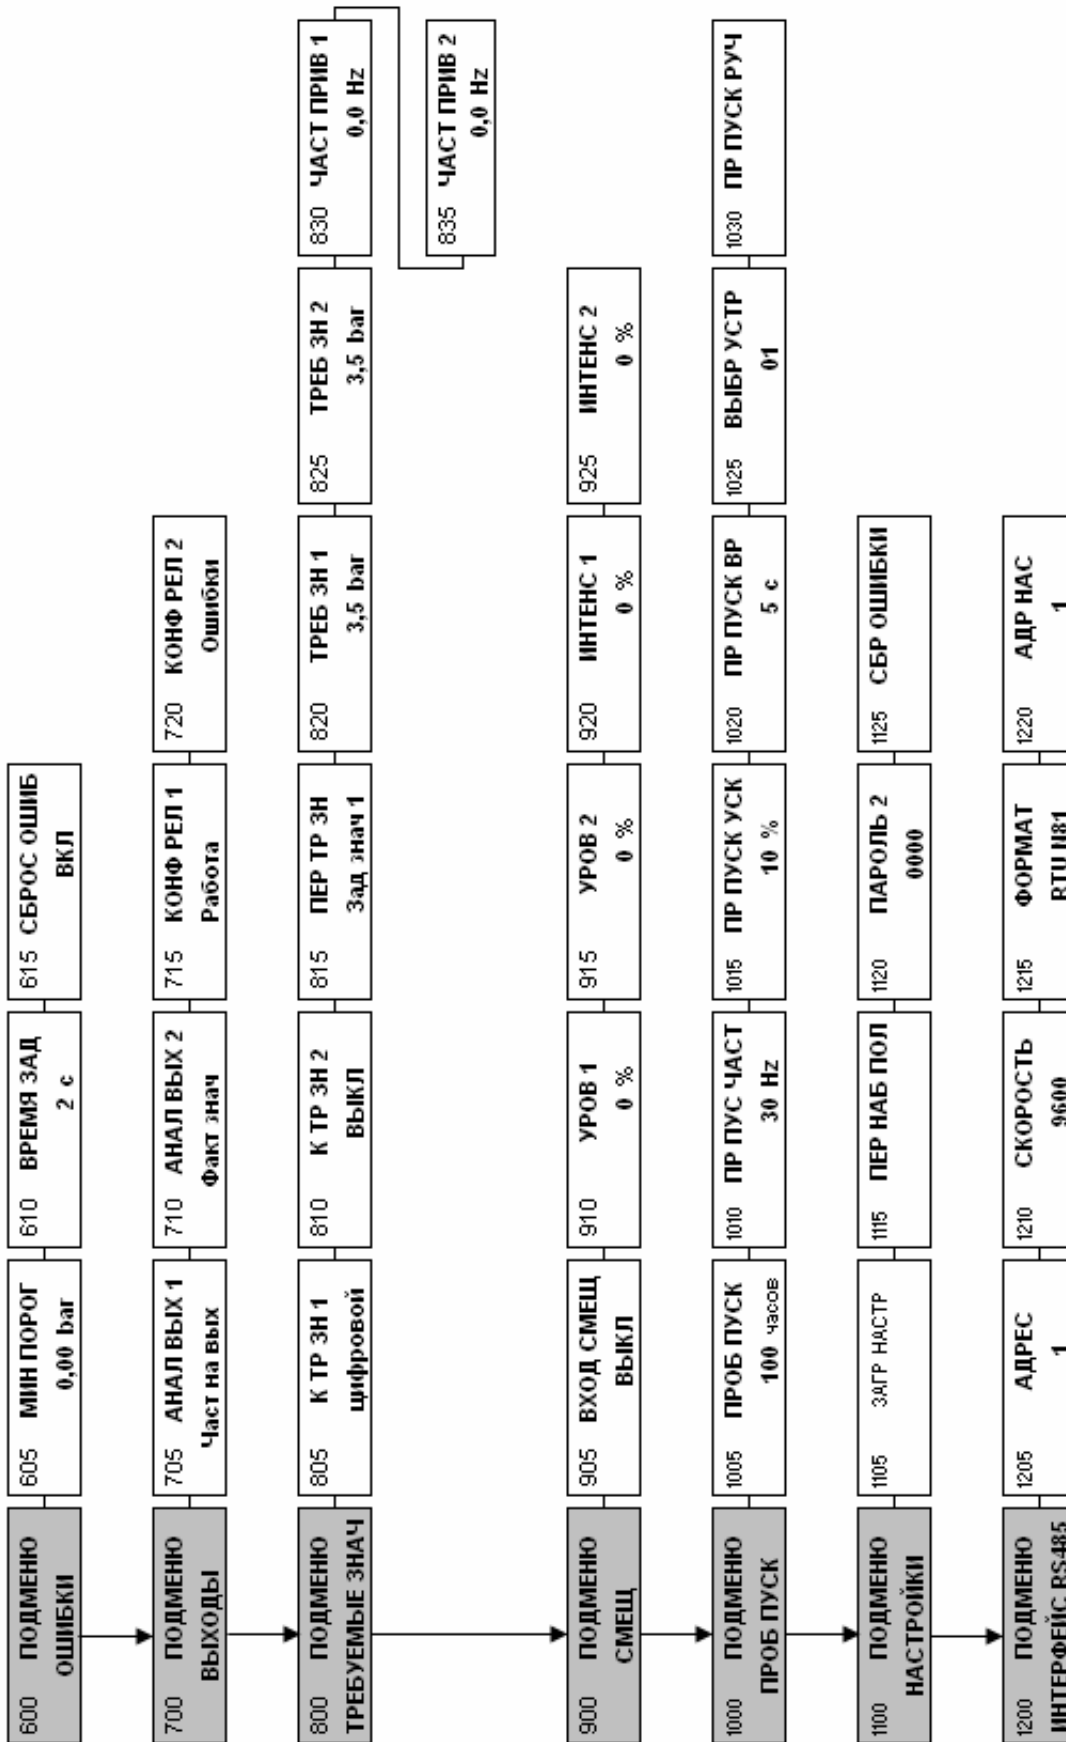 600 ПОДМЕНЮ
ОШИБКИ
605 МИН ПОРОГ
0,00 bar
610 ВРЕМЯ ЗАД
2 с
615 СБРОС ОШИБ
ВКЛ
700 ПОДМЕНЮ
ВЫХОДЫ
705 АНАЛ ВЫХ 1
Част на вых
710 АНАЛ ВЫХ 2
Факт знач
715 КОНФ РЕЛ 1
Работа
720 КОНФ РЕЛ 2
Ошибки
800 ПОДМЕНЮ
ТРЕБУЕМЫЕ ЗНАЧ
805 К ТР ЗН 1
цифровой
810 К ТР ЗН 2
ВЫКЛ
815 ПЕР ТР ЗН
Зад знач 1
820 ТРЕБ ЗН 1
3,5 bar
825 ТРЕБ ЗН 2
3,5 bar
830 ЧАСТ ПРИВ 1
0,0 Hz
835 ЧАСТ ПРИВ 2
0,0 Hz
900 ПОДМЕНЮ
СМЕЩ
905 ВХОД СМЕЩ
ВЫКЛ
910 УРОВ 1
0 %
915 УРОВ 2
0 %
920 ИНТЕНС 1
0 %
925 ИНТЕНС 2
0 %
1000 ПОДМЕНЮ
ПРОБ ПУСК
1005 ПРОБ ПУСК
100 часов
1010 ПР ПУС ЧАСТ
30 Hz
1015 ПР ПУСК УСК
10 %
1020 ПР ПУСК ВР
5 с
1025 ВЫБР УСТР
01
1030 ПР ПУСК РУЧ
1100 ПОДМЕНЮ
НАСТРОЙКИ
1105 ЗАГР НАСТР
1115 ПЕР НАБ ПОЛ
1120 ПАРОЛЬ 2
0000
1125 СБР ОШИБКИ
1200 ПОДМЕНЮ
ИНТЕРФЕЙС RS485
1205 АДРЕС
1
1210 СКОРОСТЬ
9600
1215 ФОРМАТ
RTU N81
1220 АДР НАС
1